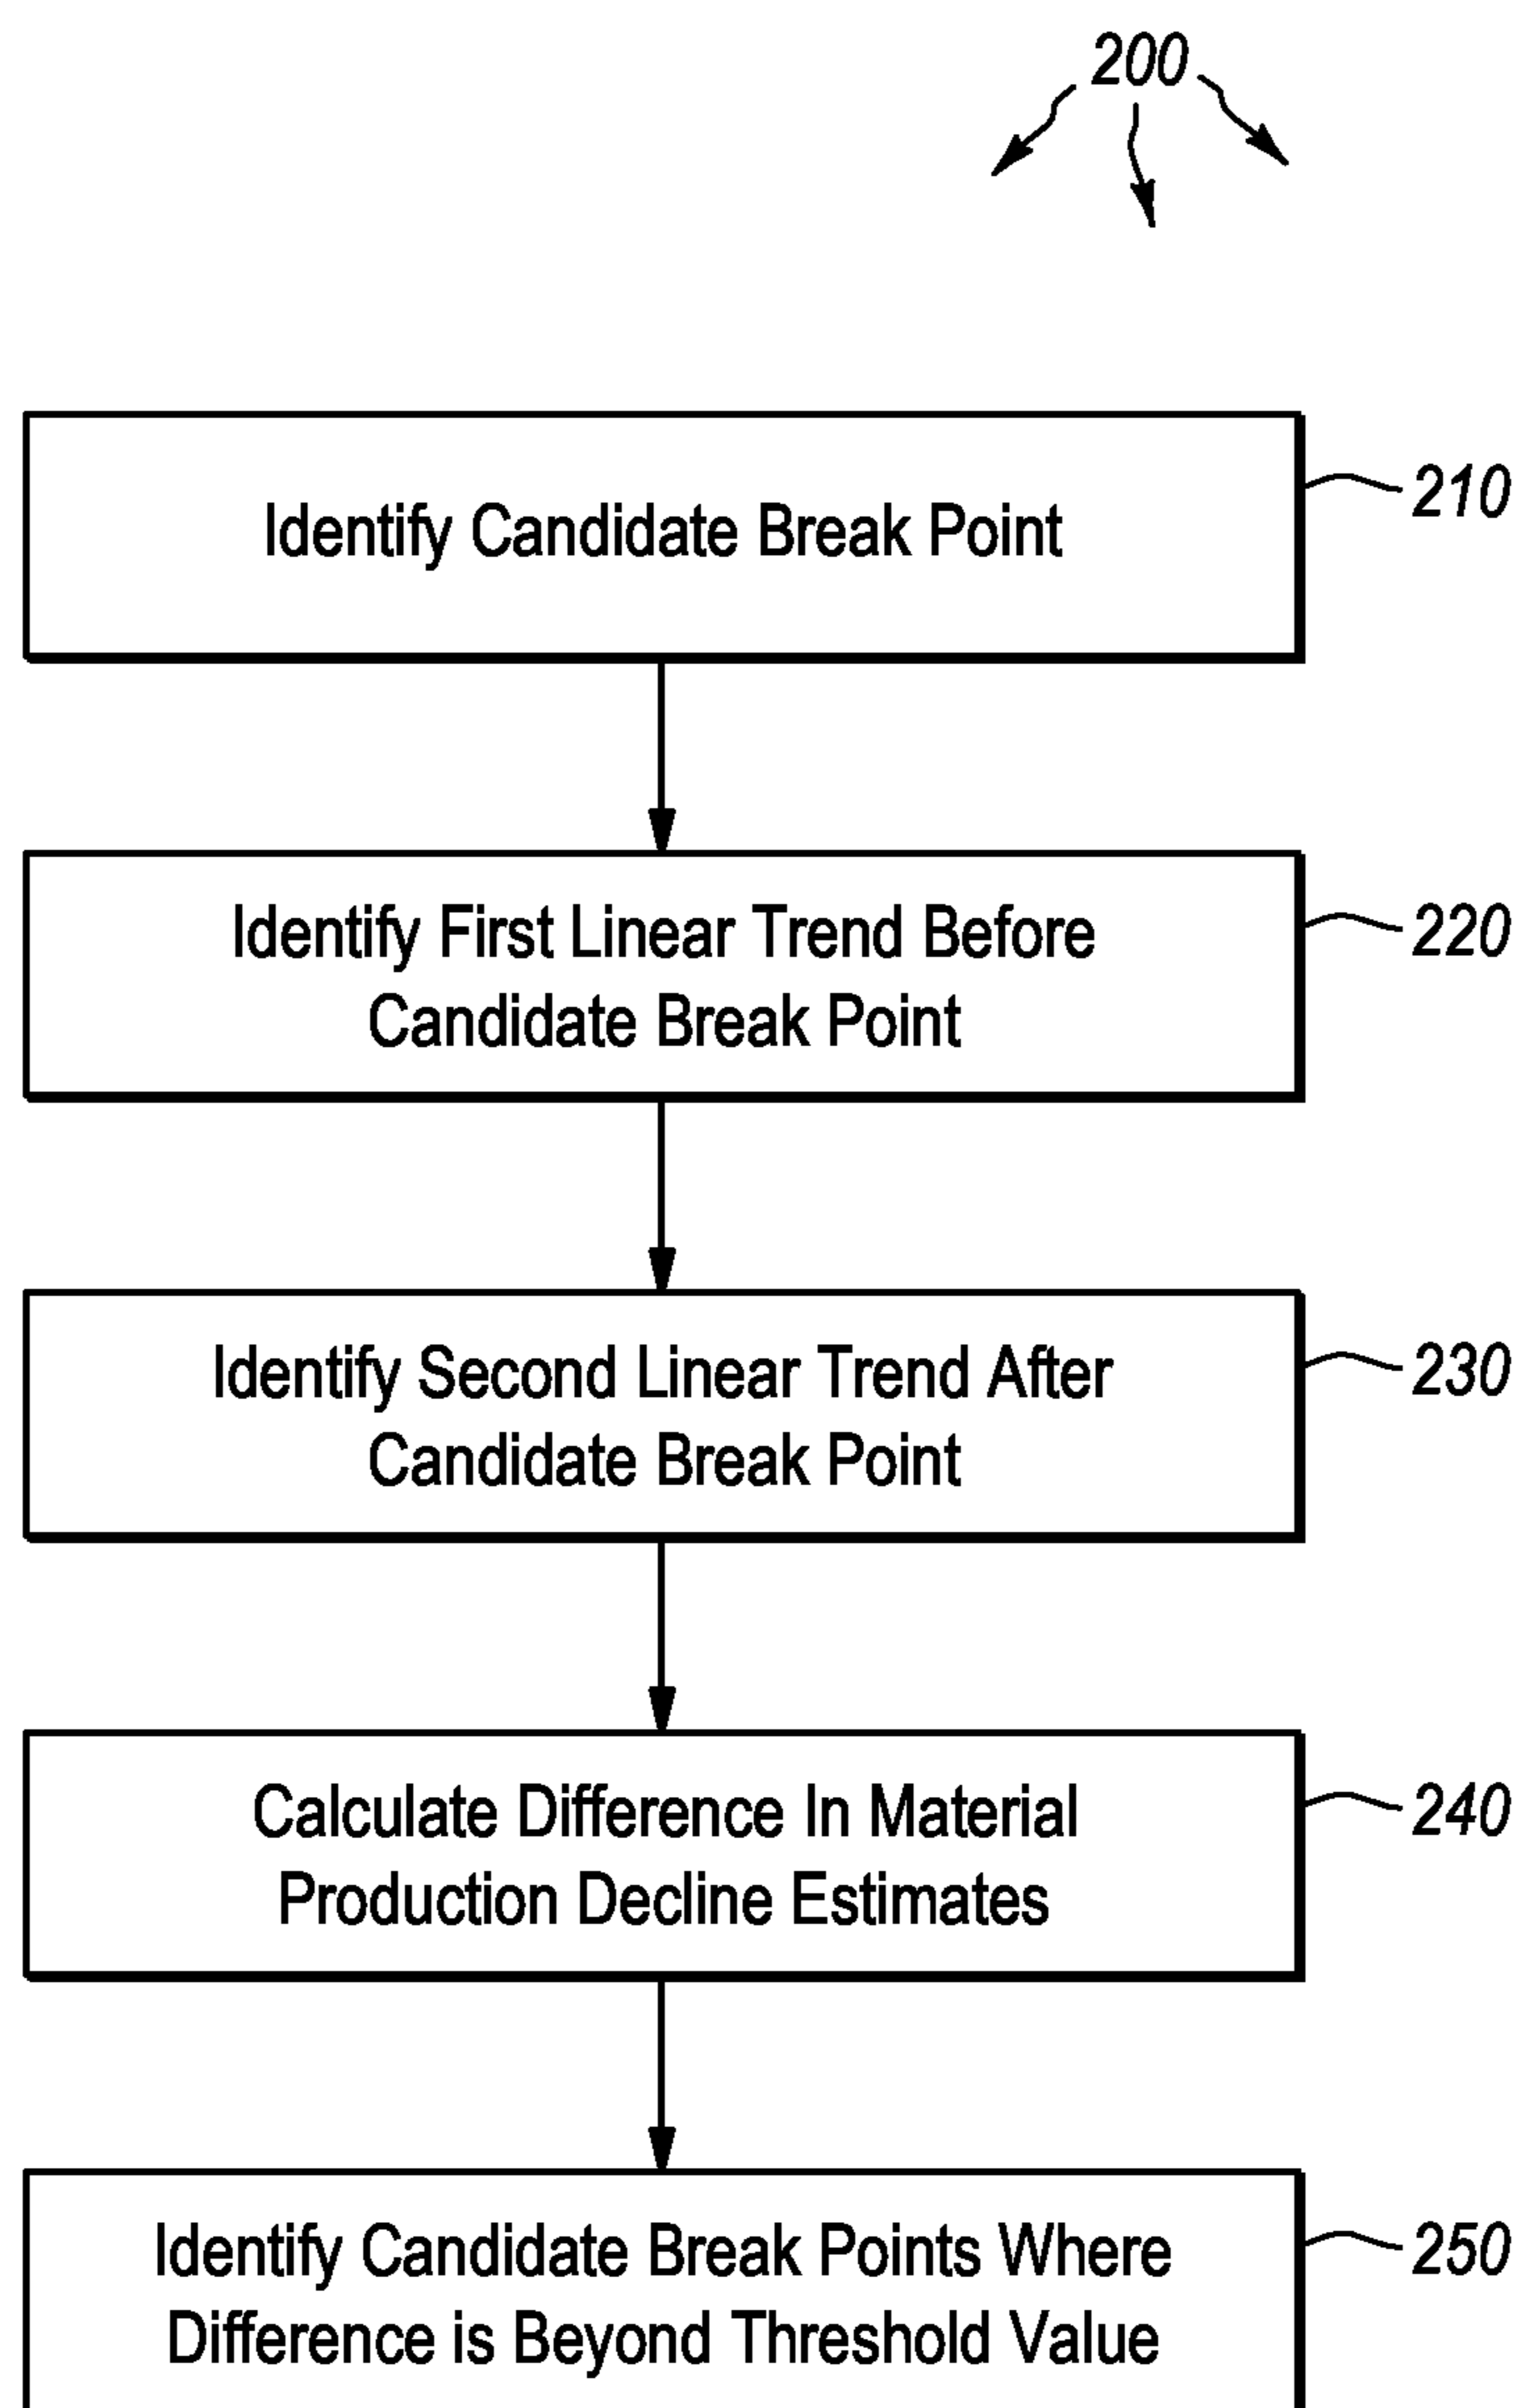 200
Identify Candidate Break Point
210
Identify First Linear Trend Before
Candidate Break Point
220
Identify Second Linear Trend After
Candidate Break Point
230
Calculate Difference In Material
Production Decline Estimates
240
Identify Candidate Break Points Where
Difference is Beyond Threshold Value
250